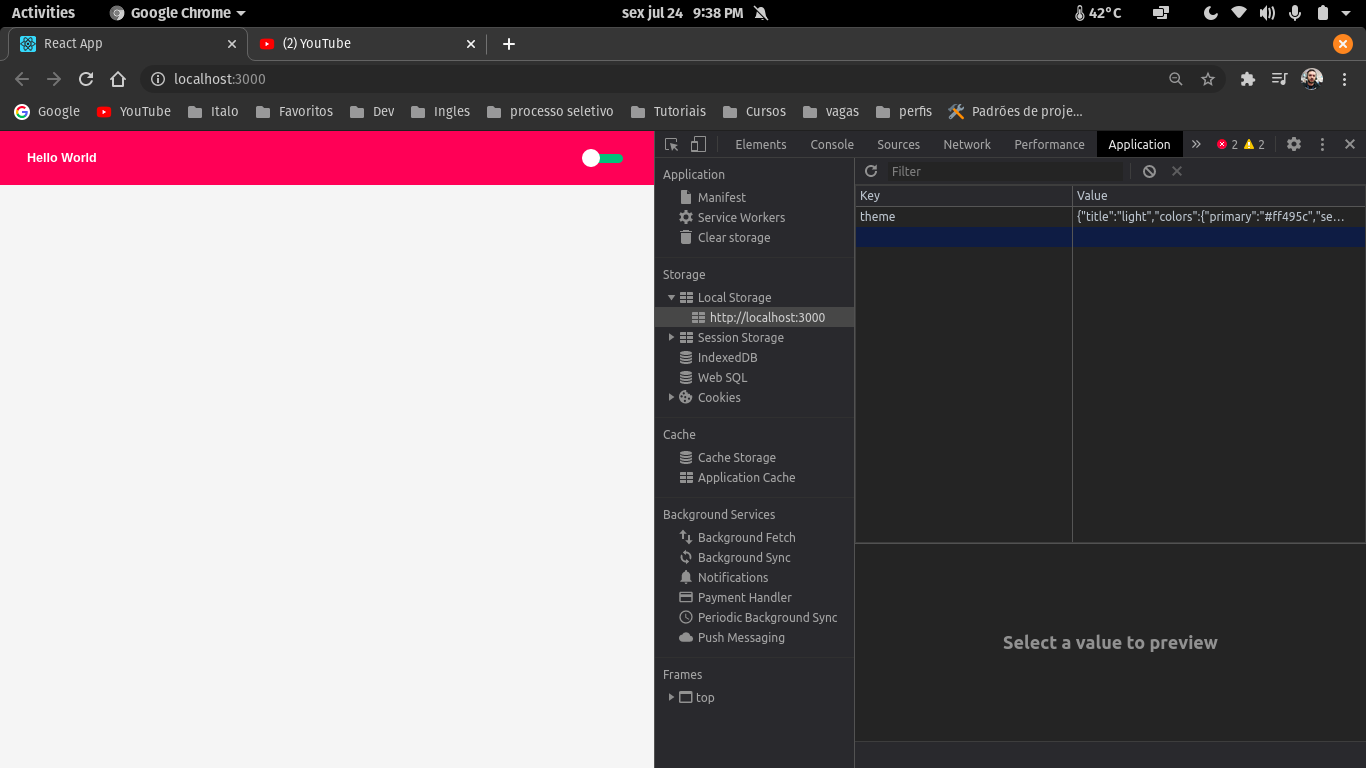 Activities Google Chrome sex jul 24 9:38 PM 42°C
React App (2) YouTube
localhost:3000
Google YouTube Italo Favoritos Dev Ingles processo seletivo Tutoriais Cursos vagas perfis Padrões de proje...
Hello World
Elements Console Sources Network Performance Application 2 2
Application
Manifest
Service Workers
Clear storage
Storage
Local Storage
http://localhost:3000
Session Storage
IndexedDB
Web SQL
Cookies
Cache
Cache Storage
Application Cache
Background Services
Background Fetch
Background Sync
Notifications
Payment Handler
Periodic Background Sync
Push Messaging
Frames
top
Filter
Key Value
theme {"title":"light","colors":{"primary":"#ff495c","se...
Select a value to preview